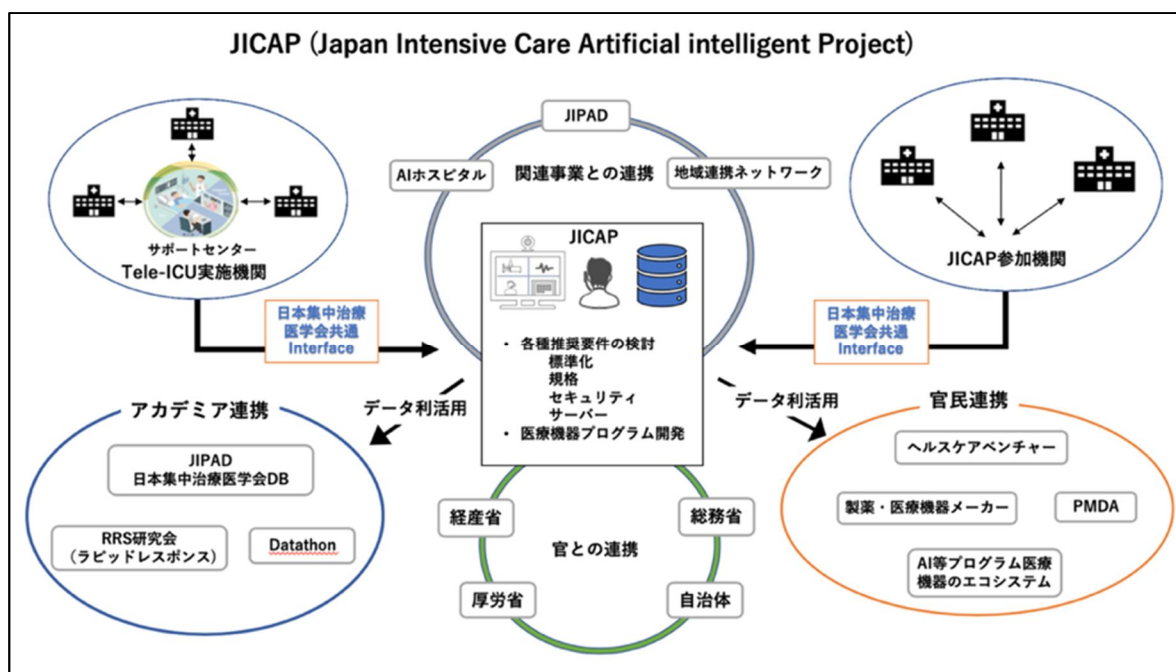 JICAP (Japan Intensive Care Artificial intelligent Project)
サポートセンター
Tele-ICU実施機関
JIPAD
AIホスピタル
関連事業との連携
地域連携ネットワーク
JICAP参加機関
日本集中治療
医学会共通
Interface
JICAP
・ 各種推奨要件の検討
標準化
規格
セキュリティ
サーバー
・ 医療機器プログラム開発
日本集中治療
医学会共通
Interface
データ利活用
データ利活用
アカデミア連携
JIPAD
日本集中治療医学会DB
RRS研究会
（ラピッドレスポンス）
Datathon
経産省
総務省
官との連携
厚労省
自治体
官民連携
ヘルスケアベンチャー
製薬・医療機器メーカー
PMDA
AI等プログラム医療
機器のエコシステム